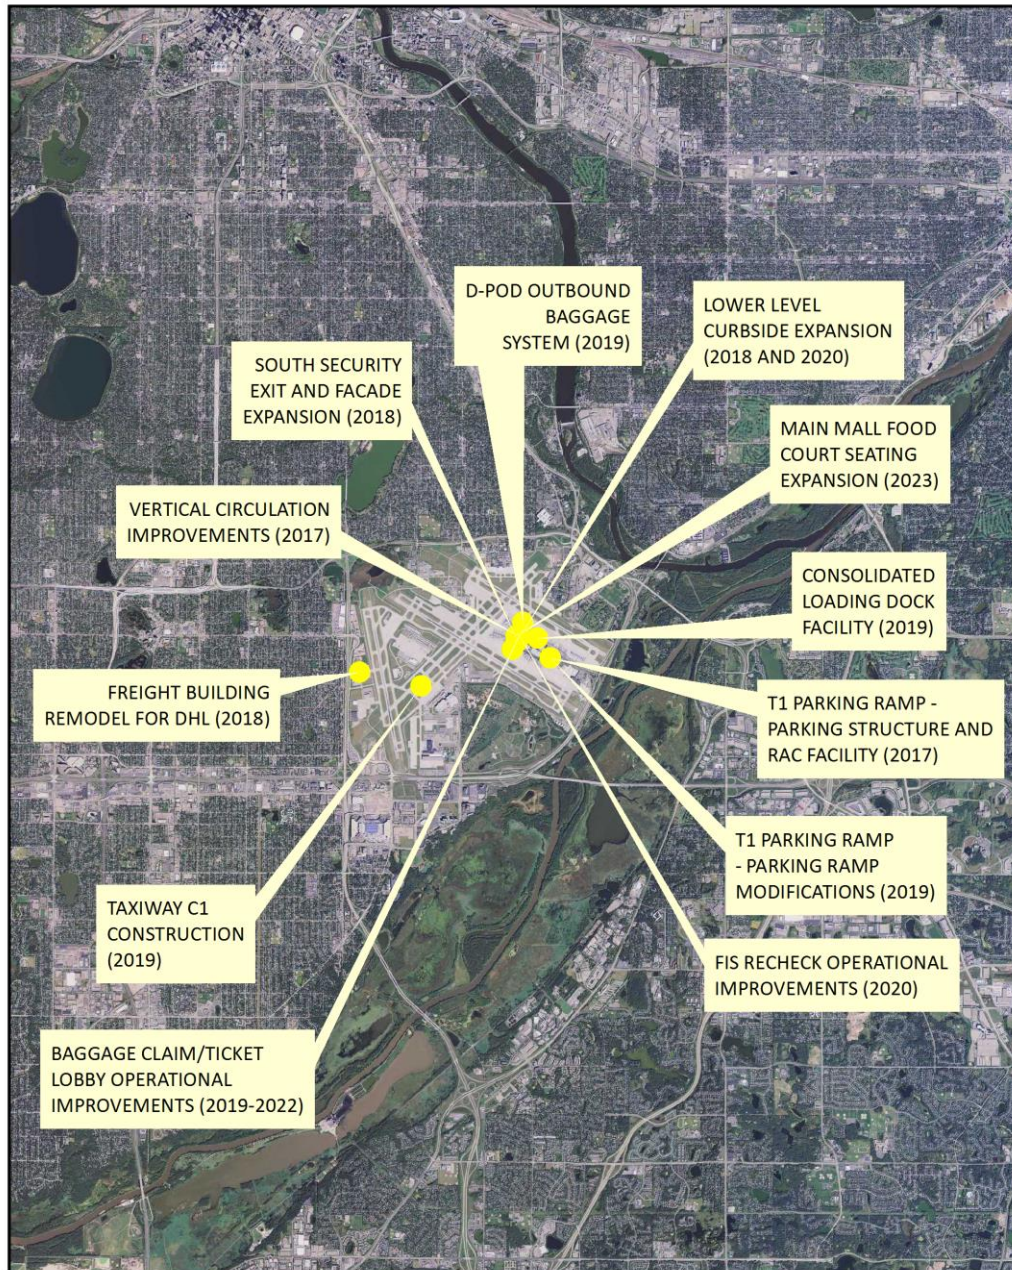 D-POD OUTBOUND
BAGGAGE
SYSTEM (2019)
LOWER LEVEL
CURBSIDE EXPANSION
(2018 AND 2020)
SOUTH SECURITY
EXIT AND FACADE
EXPANSION (2018)
MAIN MALL FOOD
COURT SEATING
EXPANSION (2023)
VERTICAL CIRCULATION
IMPROVEMENTS (2017)
CONSOLIDATED
LOADING DOCK
FACILITY (2019)
FREIGHT BUILDING
REMODEL FOR DHL (2018)
T1 PARKING RAMP -
PARKING STRUCTURE AND
RAC FACILITY (2017)
T1 PARKING RAMP
- PARKING RAMP
MODIFICATIONS (2019)
TAXIWAY C1
CONSTRUCTION
(2019)
FIS RECHECK OPERATIONAL
IMPROVEMENTS (2020)
BAGGAGE CLAIM/TICKET
LOBBY OPERATIONAL
IMPROVEMENTS (2019-2022)